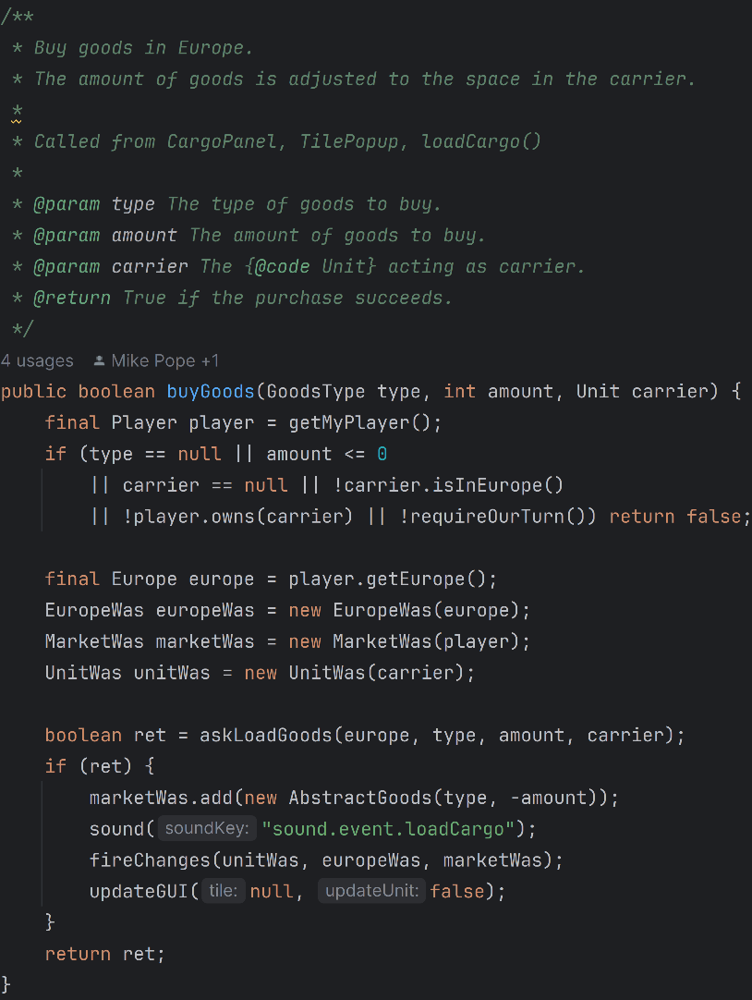 /**
 * Buy goods in Europe.
 * The amount of goods is adjusted to the space in the carrier.
 *
 * Called from CargoPanel, TilePopup, loadCargo()
 *
 * @param type The type of goods to buy.
 * @param amount The amount of goods to buy.
 * @param carrier The {@code Unit} acting as carrier.
 * @return True if the purchase succeeds.
 */
4 usages Mike Pope +1
public boolean buyGoods(GoodsType type, int amount, Unit carrier) {
    final Player player = getMyPlayer();
    if (type == null || amount <= 0
        || carrier == null || !carrier.isInEurope()
        || !player.owns(carrier) || !requireOurTurn()) return false;

    final Europe europe = player.getEurope();
    EuropeWas europeWas = new EuropeWas(europe);
    MarketWas marketWas = new MarketWas(player);
    UnitWas unitWas = new UnitWas(carrier);

    boolean ret = askLoadGoods(europe, type, amount, carrier);
    if (ret) {
        marketWas.add(new AbstractGoods(type, -amount));
        sound( soundKey: "sound.event.loadCargo");
        fireChanges(unitWas, europeWas, marketWas);
        updateGUI( tile: null, updateUnit: false);
    }
    return ret;
}